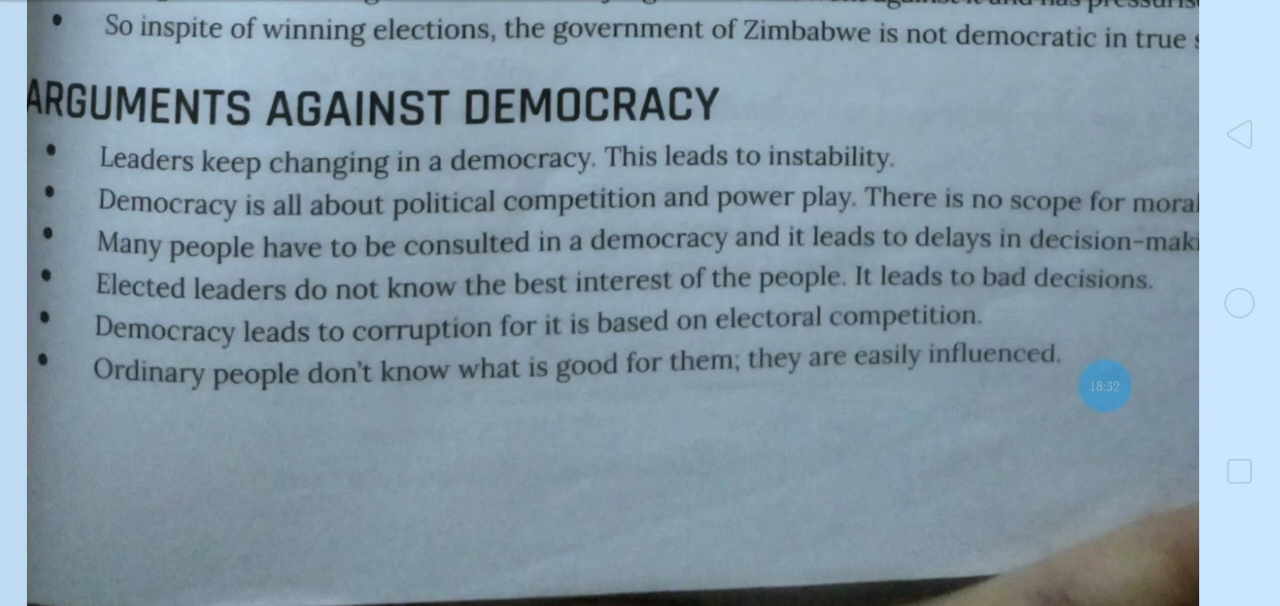 So inspite of winning elections, the government of Zimbabwe is not democratic in true
ARGUMENTS AGAINST DEMOCRACY
Leaders keep changing in a democracy. This leads to instability.
Democracy is all about political competition and power play. There is no scope for moral
Many people have to be consulted in a democracy and it leads to delays in decision-maki
Elected leaders do not know the best interest of the people. It leads to bad decisions.
Democracy leads to corruption for it is based on electoral competition.
Ordinary people don't know what is good for them; they are easily influenced.
18:32